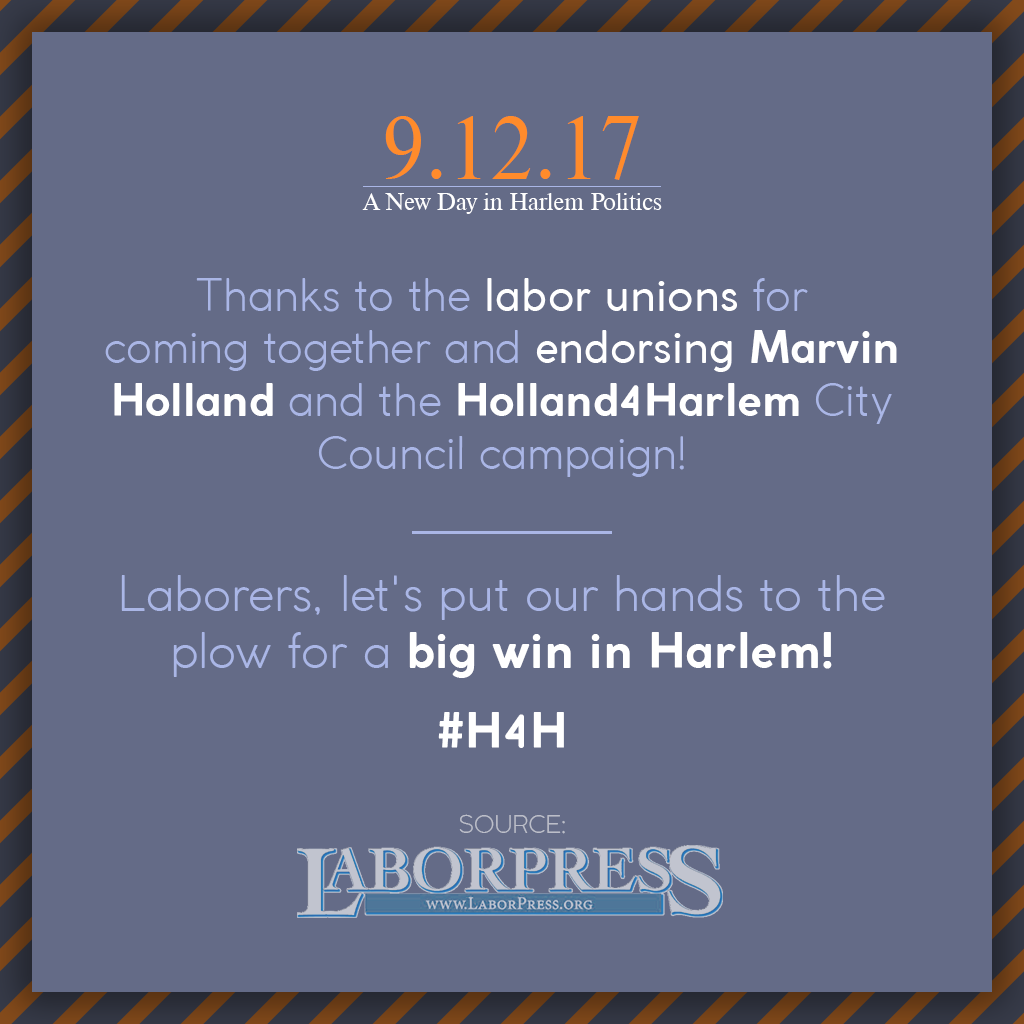 9.12.17
A New Day in Harlem Politics
Thanks to the labor unions for
coming together and endorsing Marvin
Holland and the Holland4Harlem City
Council campaign!
Laborers, let's put our hands to the
plow for a big win in Harlem!
#H4H
SOURCE:
LABORPRESS
www.LaborPress.org